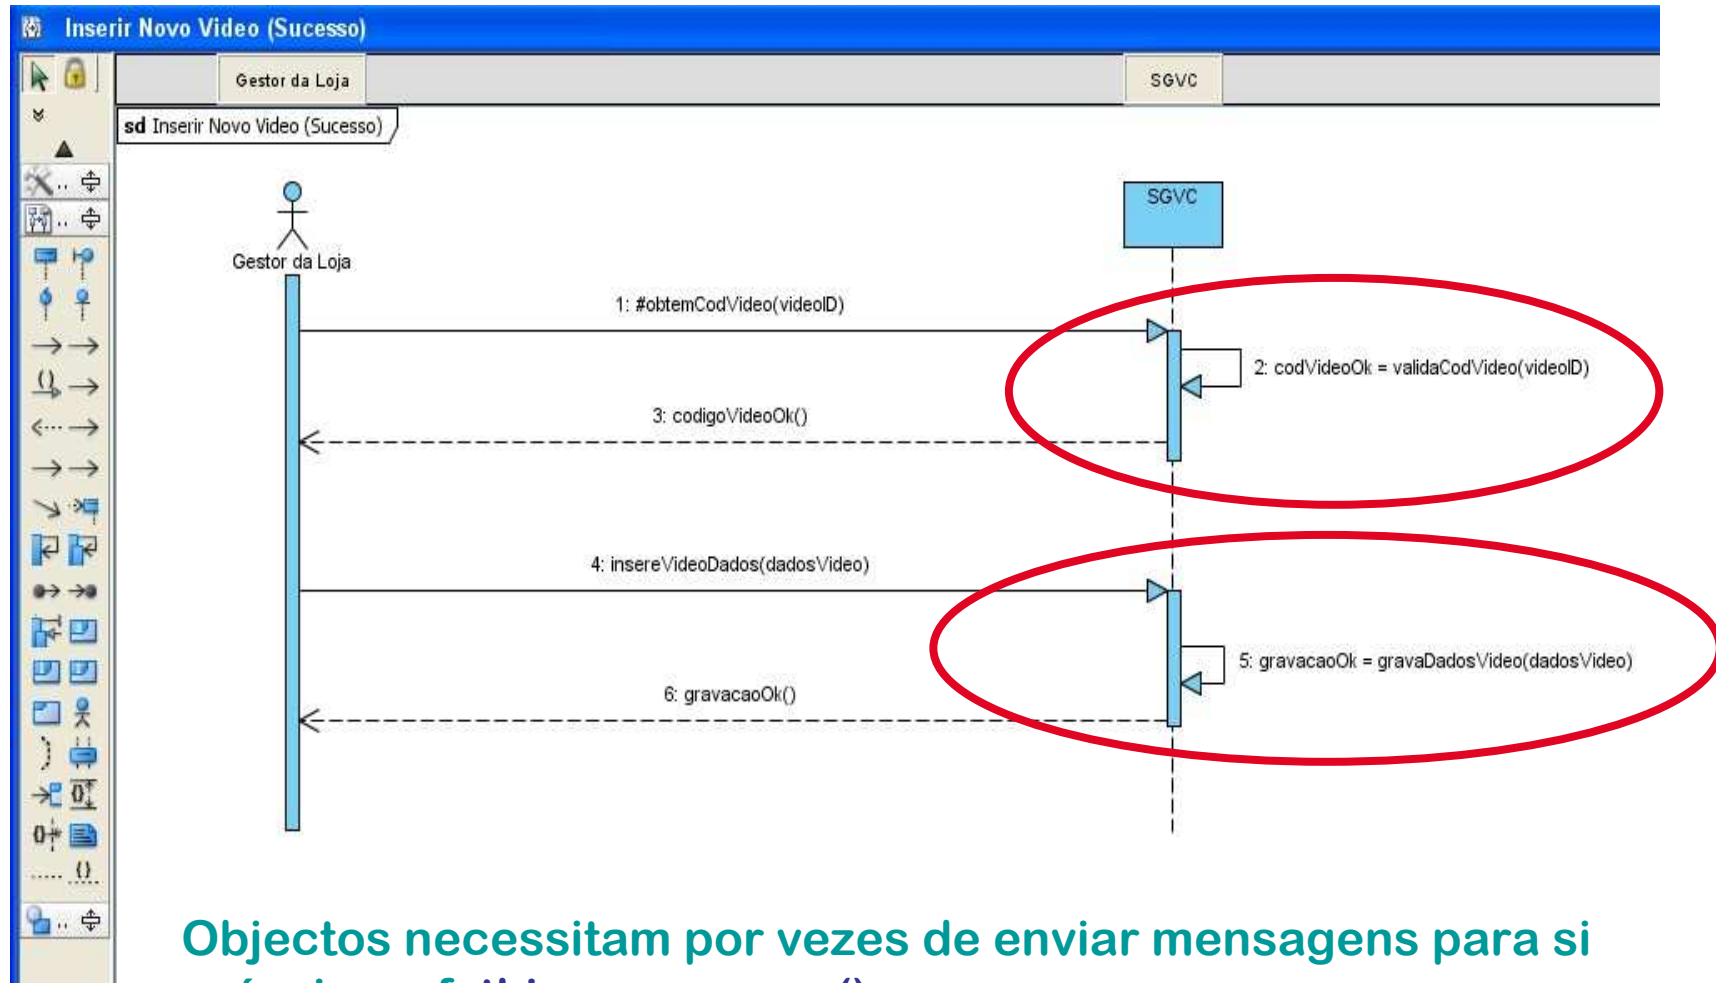 Inserir Novo Video (Sucesso)
Gestor da Loja
SGVC
sd Inserir Novo Video (Sucesso)
SGVC
Gestor da Loja
1: #obtemCodVideo(videoID)
2: codVideoOk = validaCodVideo(videoID)
3: codigoVideoOk()
4: insereVideoDados(dadosVideo)
5: gravacaoOk = gravaDadosVideo(dadosVideo)
6: gravacaoOk()
Objectos necessitam por vezes de enviar mensagens para si